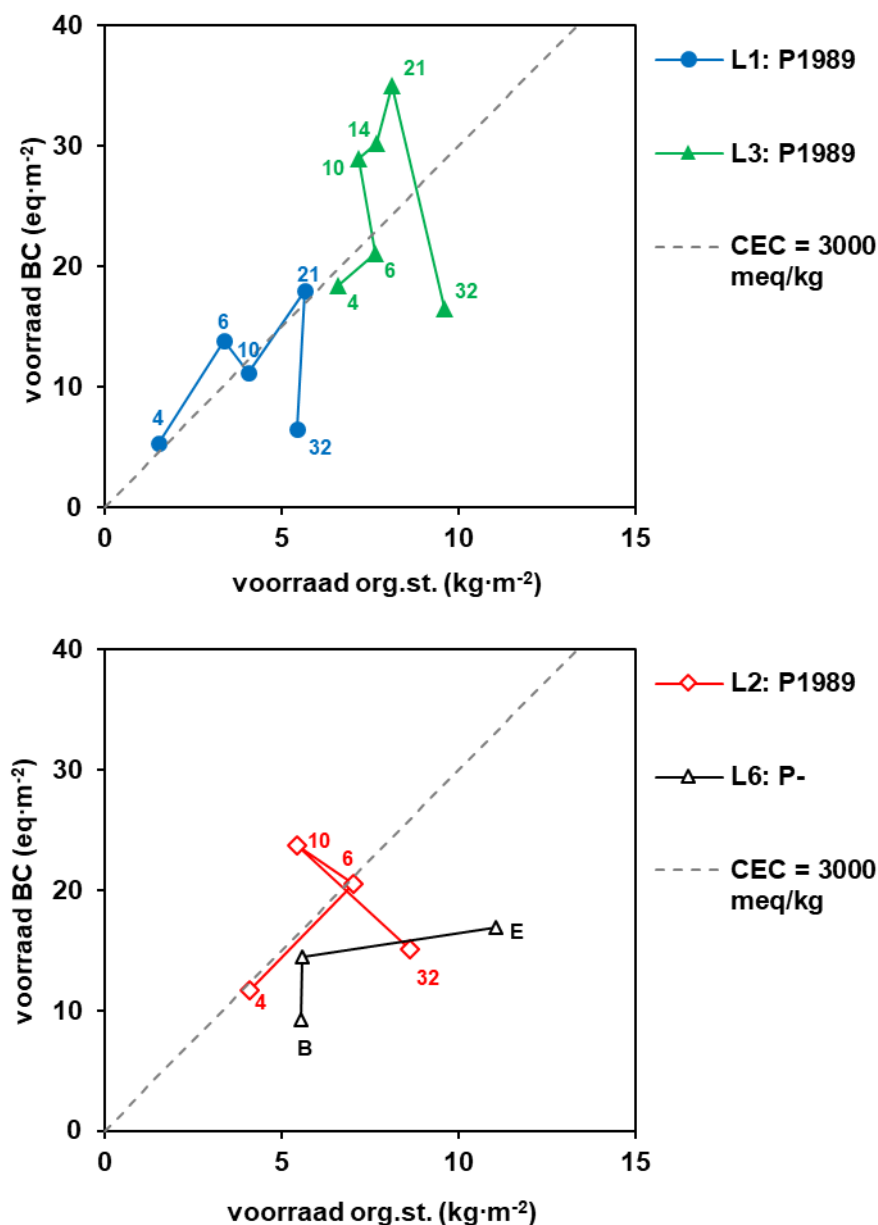 40
30
20
10
0
voorraad BC (eq·m-2)
0
5
10
15
voorraad org.st. (kg·m-2)
4
6
10
21
32
4
6
10
14
21
32
L1: P1989
L3: P1989
CEC = 3000
meq/kg
40
30
20
10
0
voorraad BC (eq·m-2)
0
5
10
15
voorraad org.st. (kg·m-2)
4
6
10
32
B
E
L2: P1989
L6: P-
CEC = 3000
meq/kg